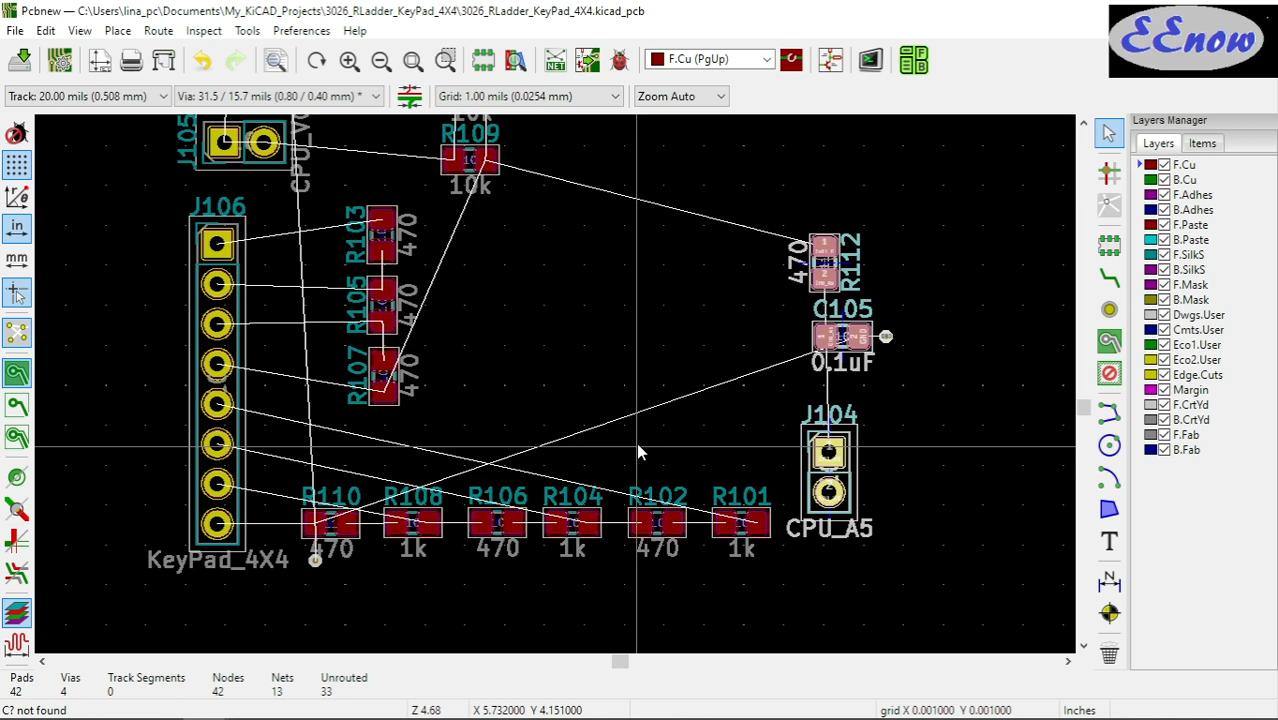 Pcbnew — C:\Users\lina_pc\Documents\My_KiCAD_Projects\3026_RLadder_KeyPad_4X4\3026_RLadder_KeyPad_4X4.kicad_pcb
EEnow
File Edit View Place Route Inspect Tools Preferences Help
NET
F.Cu (PgUp)
Track: 20.00 mils (0.508 mm)
Via: 31.5 / 15.7 mils (0.80 / 0.40 mm) *
Grid: 1.00 mils (0.0254 mm)
Zoom Auto
Layers Manager
Layers Items
F.Cu
B.Cu
F.Adhes
B.Adhes
F.Paste
B.Paste
F.SilkS
B.SilkS
F.Mask
B.Mask
Dwgs.User
Cmts.User
Eco1.User
Eco2.User
Edge.Cuts
Margin
F.CrtYd
B.CrtYd
F.Fab
B.Fab
in
mm
J105
R109
10k
J106
R103
470
R105
470
R107
470
470
R112
C105
0.1uF
J104
CPU_A5
R110
R108
R106
R104
R102
R101
470
1k
470
1k
470
1k
KeyPad_4X4
Pads Vias Track Segments Nodes Nets Unrouted
42 4 0 42 13 33
C? not found
Z 4.68
X 5.732000 Y 4.151000
grid X 0.001000 Y 0.001000
Inches